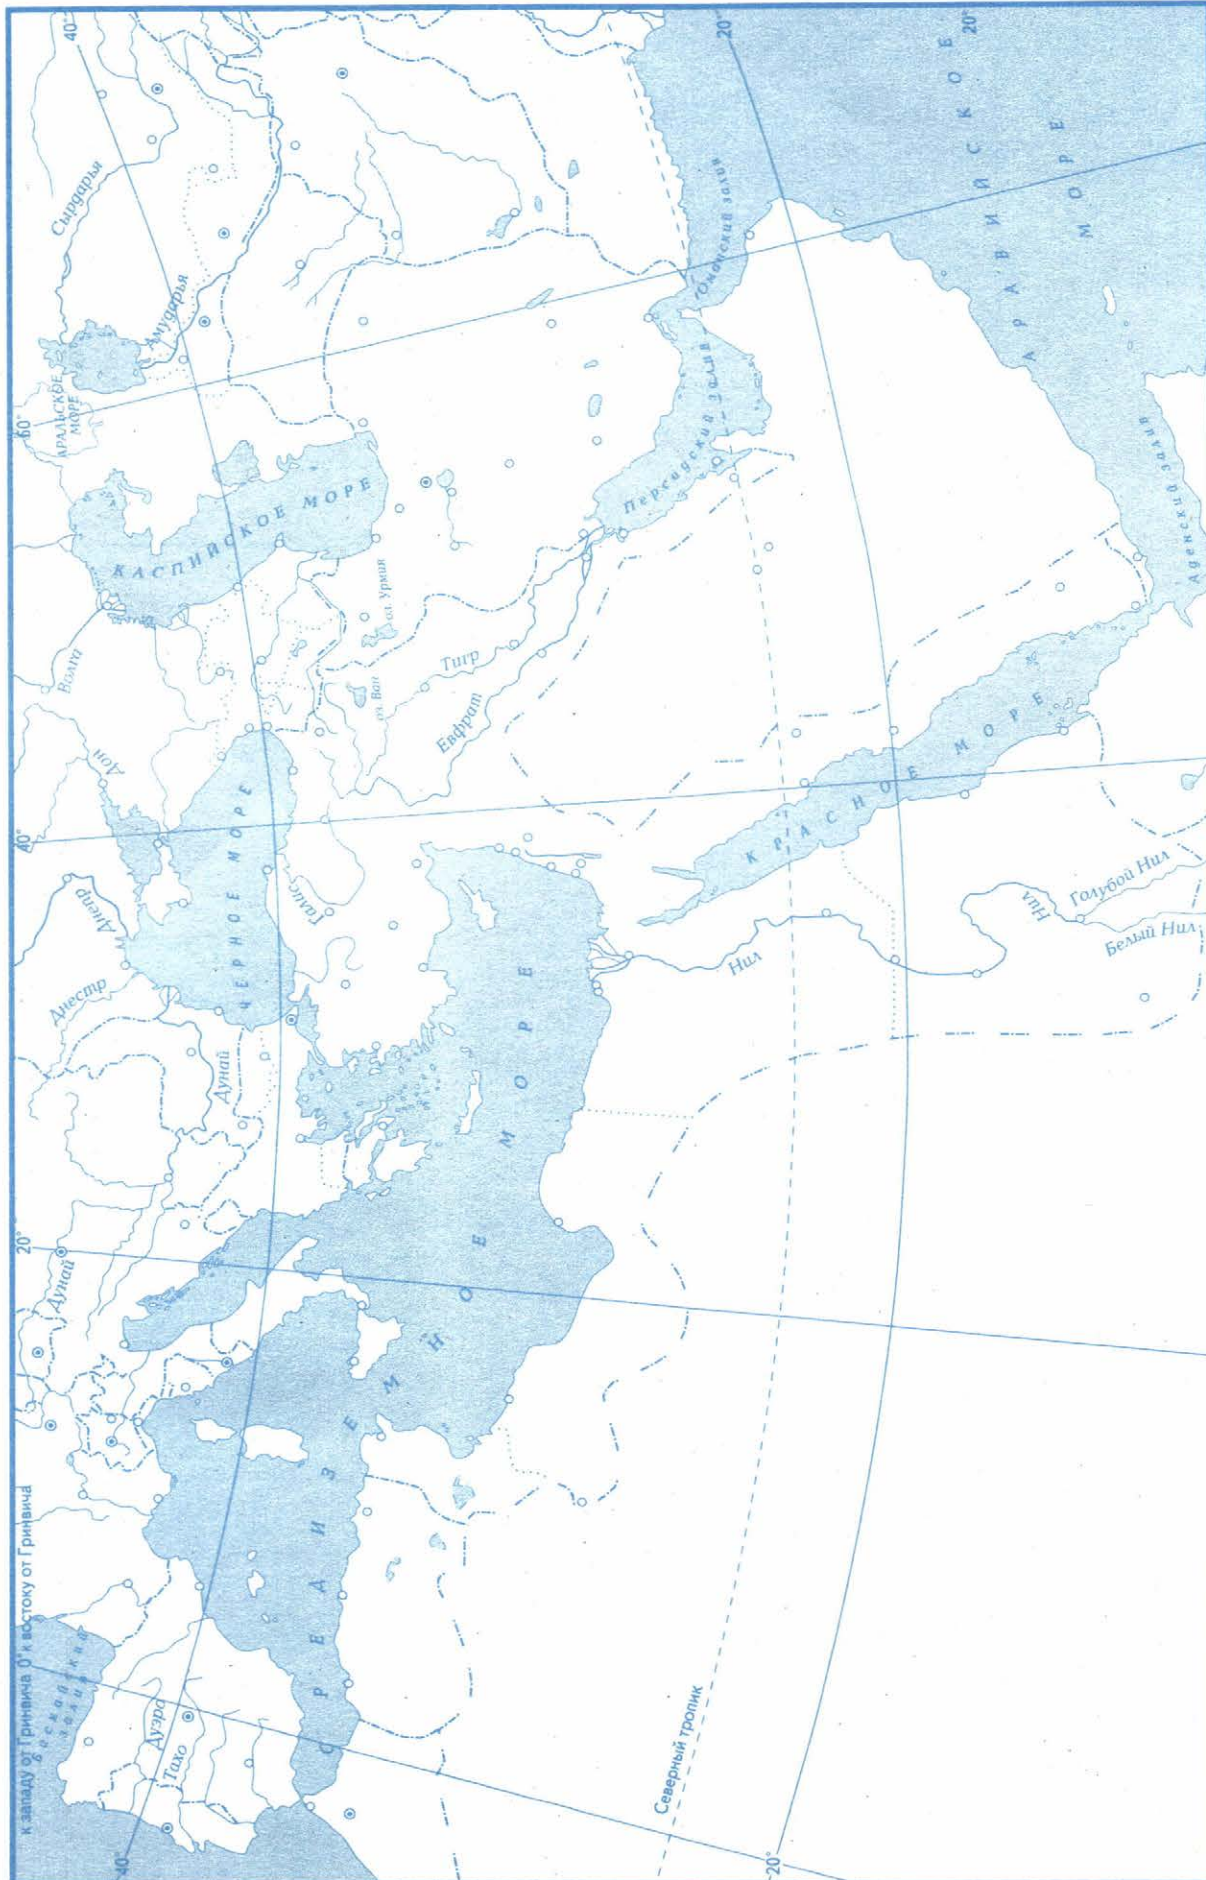 к западу от Гринвича 0° к востоку от Гринвича
20°
40°
60°
40°
Бискайский
залив
Дуэро
Тахо
40°
Дунай
Дунай
Днестр
Днепр
Дон
Волга
АРАЛЬСКОЕ
МОРЕ
Сырдарья
Амударья
КАСПИЙСКОЕ МОРЕ
ЧЕРНОЕ МОРЕ
Галис
оз. Ван
оз. Урмия
Тигр
Евфрат
СРЕДИЗЕМНОЕ МОРЕ
Персидский залив
Оманский залив
20°
20°
АРАВИЙСКОЕ
МОРЕ
Аденский залив
КРАСНОЕ МОРЕ
Нил
Нил
Голубой Нил
Белый Нил
Северный тропик
20°